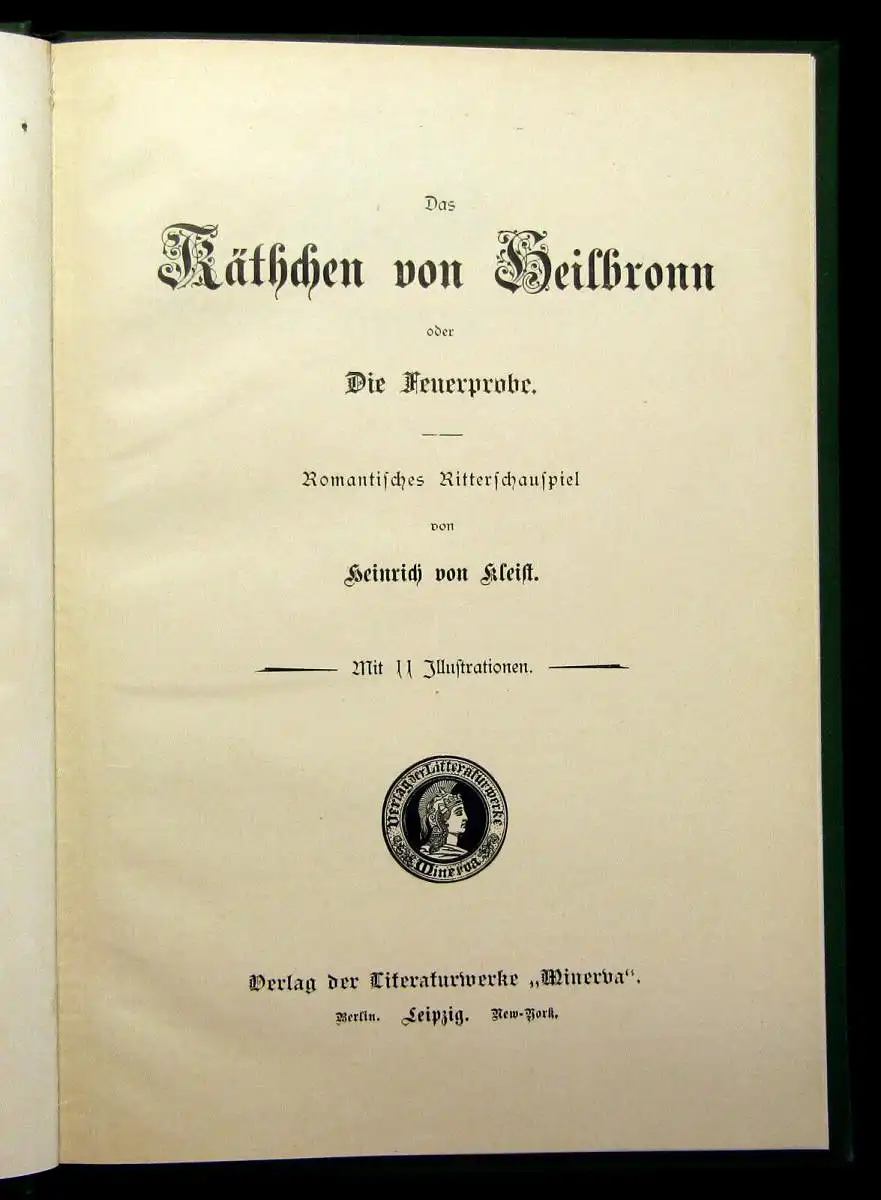 Das
Käthchen von Heilbronn
oder
Die Feuerprobe.
Romantisches Ritterschauspiel
von
Heinrich von Kleist.
Mit 11 Illustrationen.
Verlag der Litteraturwerke
Minerva
Verlag der Literaturwerke „Minerva“.
Berlin. Leipzig. New-York.